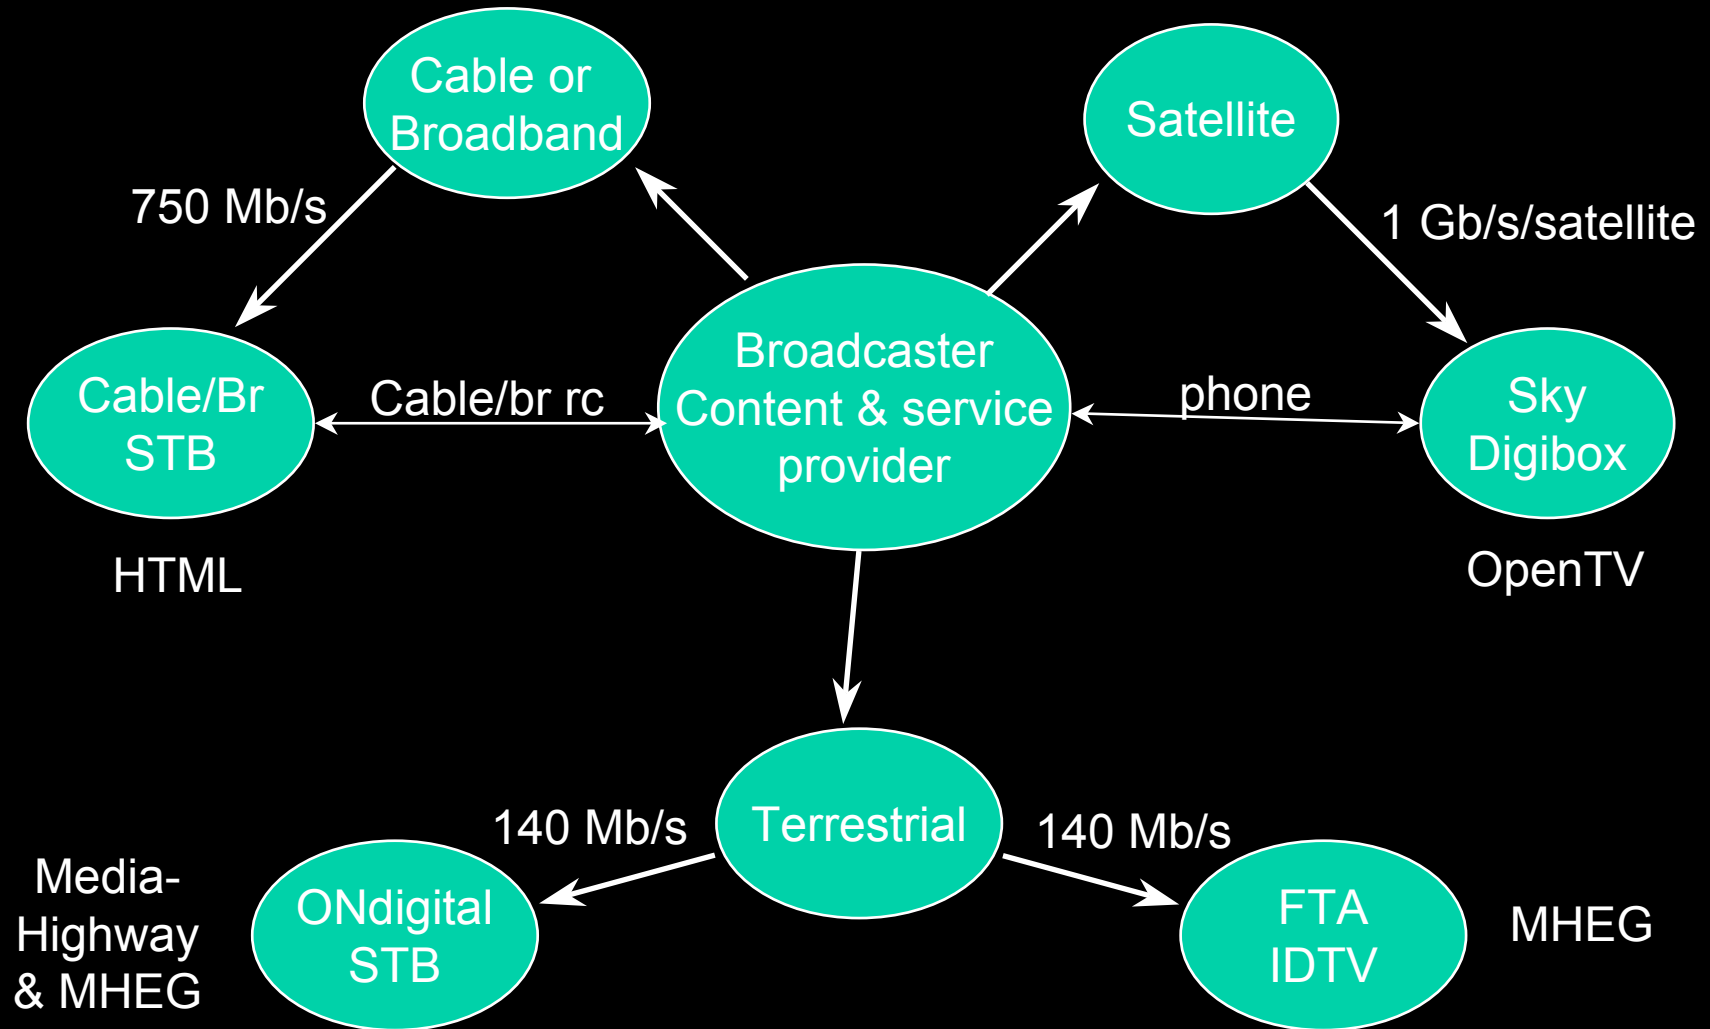 Cable or
Broadband
Satellite
750 Mb/s
1 Gb/s/satellite
Broadcaster
Content & service
provider
Cable/Br
STB
Cable/br rc
phone
Sky
Digibox
HTML
OpenTV
Terrestrial
140 Mb/s
140 Mb/s
Media-
Highway
& MHEG
ONdigital
STB
FTA
IDTV
MHEG